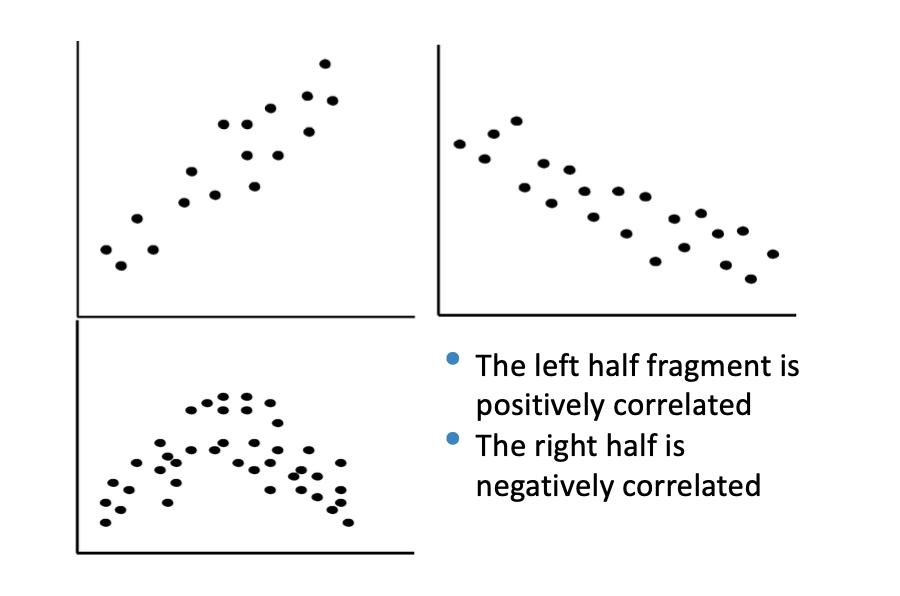 The left half fragment is
positively correlated
The right half is
negatively correlated